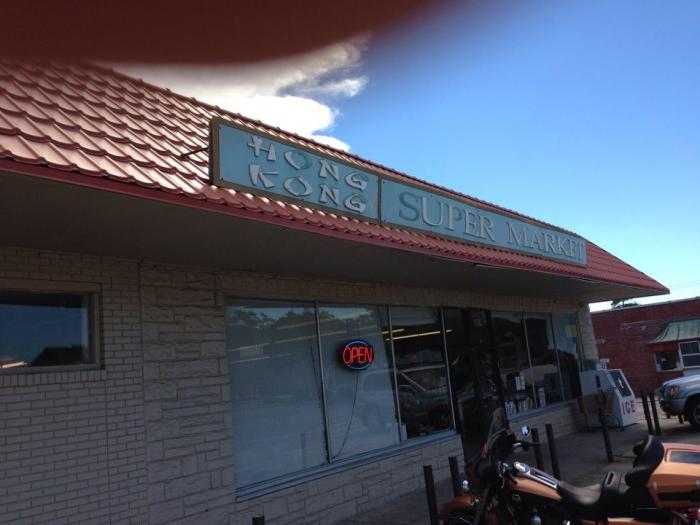 HONG
KONG
SUPER MARKET
OPEN
ICE